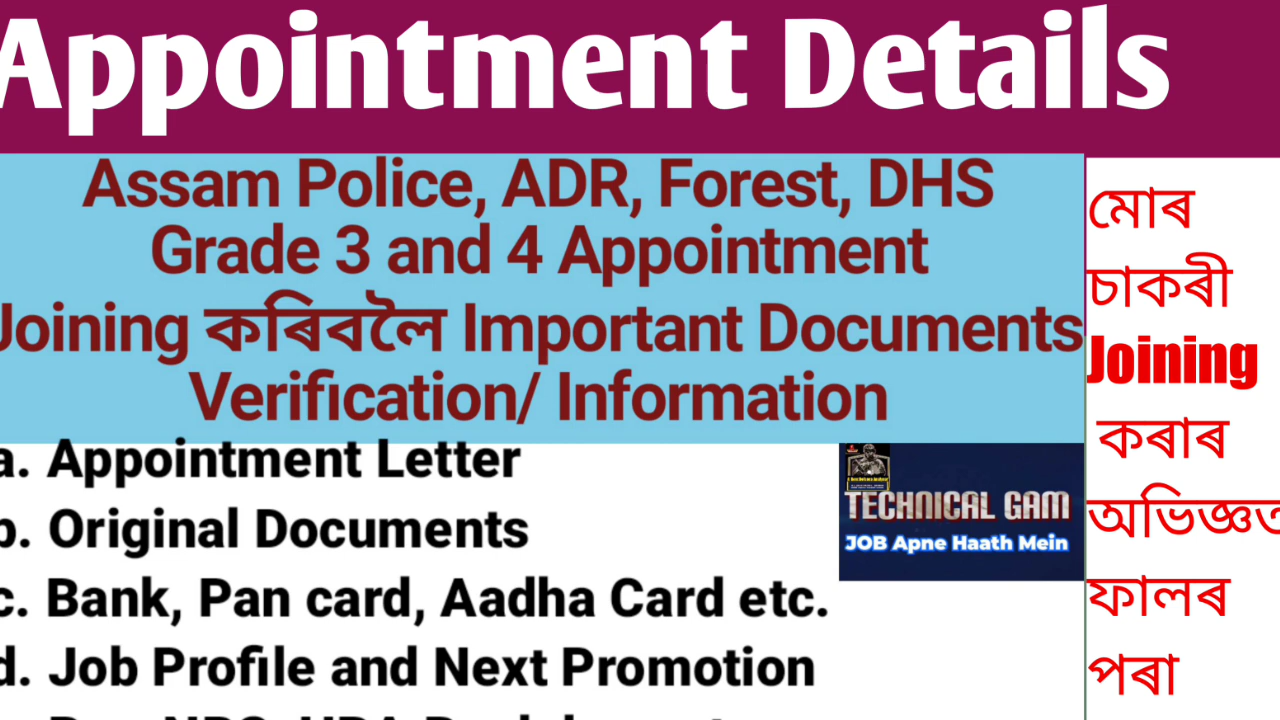 Appointment Details
Assam Police, ADR, Forest, DHS
Grade 3 and 4 Appointment
Joining কৰিবলৈ Important Documents
Verification/ Information
a. Appointment Letter
b. Original Documents
c. Bank, Pan card, Aadha Card etc.
d. Job Profile and Next Promotion
TECHNICAL GAM
JOB Apne Haath Mein
মোৰ
চাকৰী
Joining
কৰাৰ
ফালৰ
পৰা